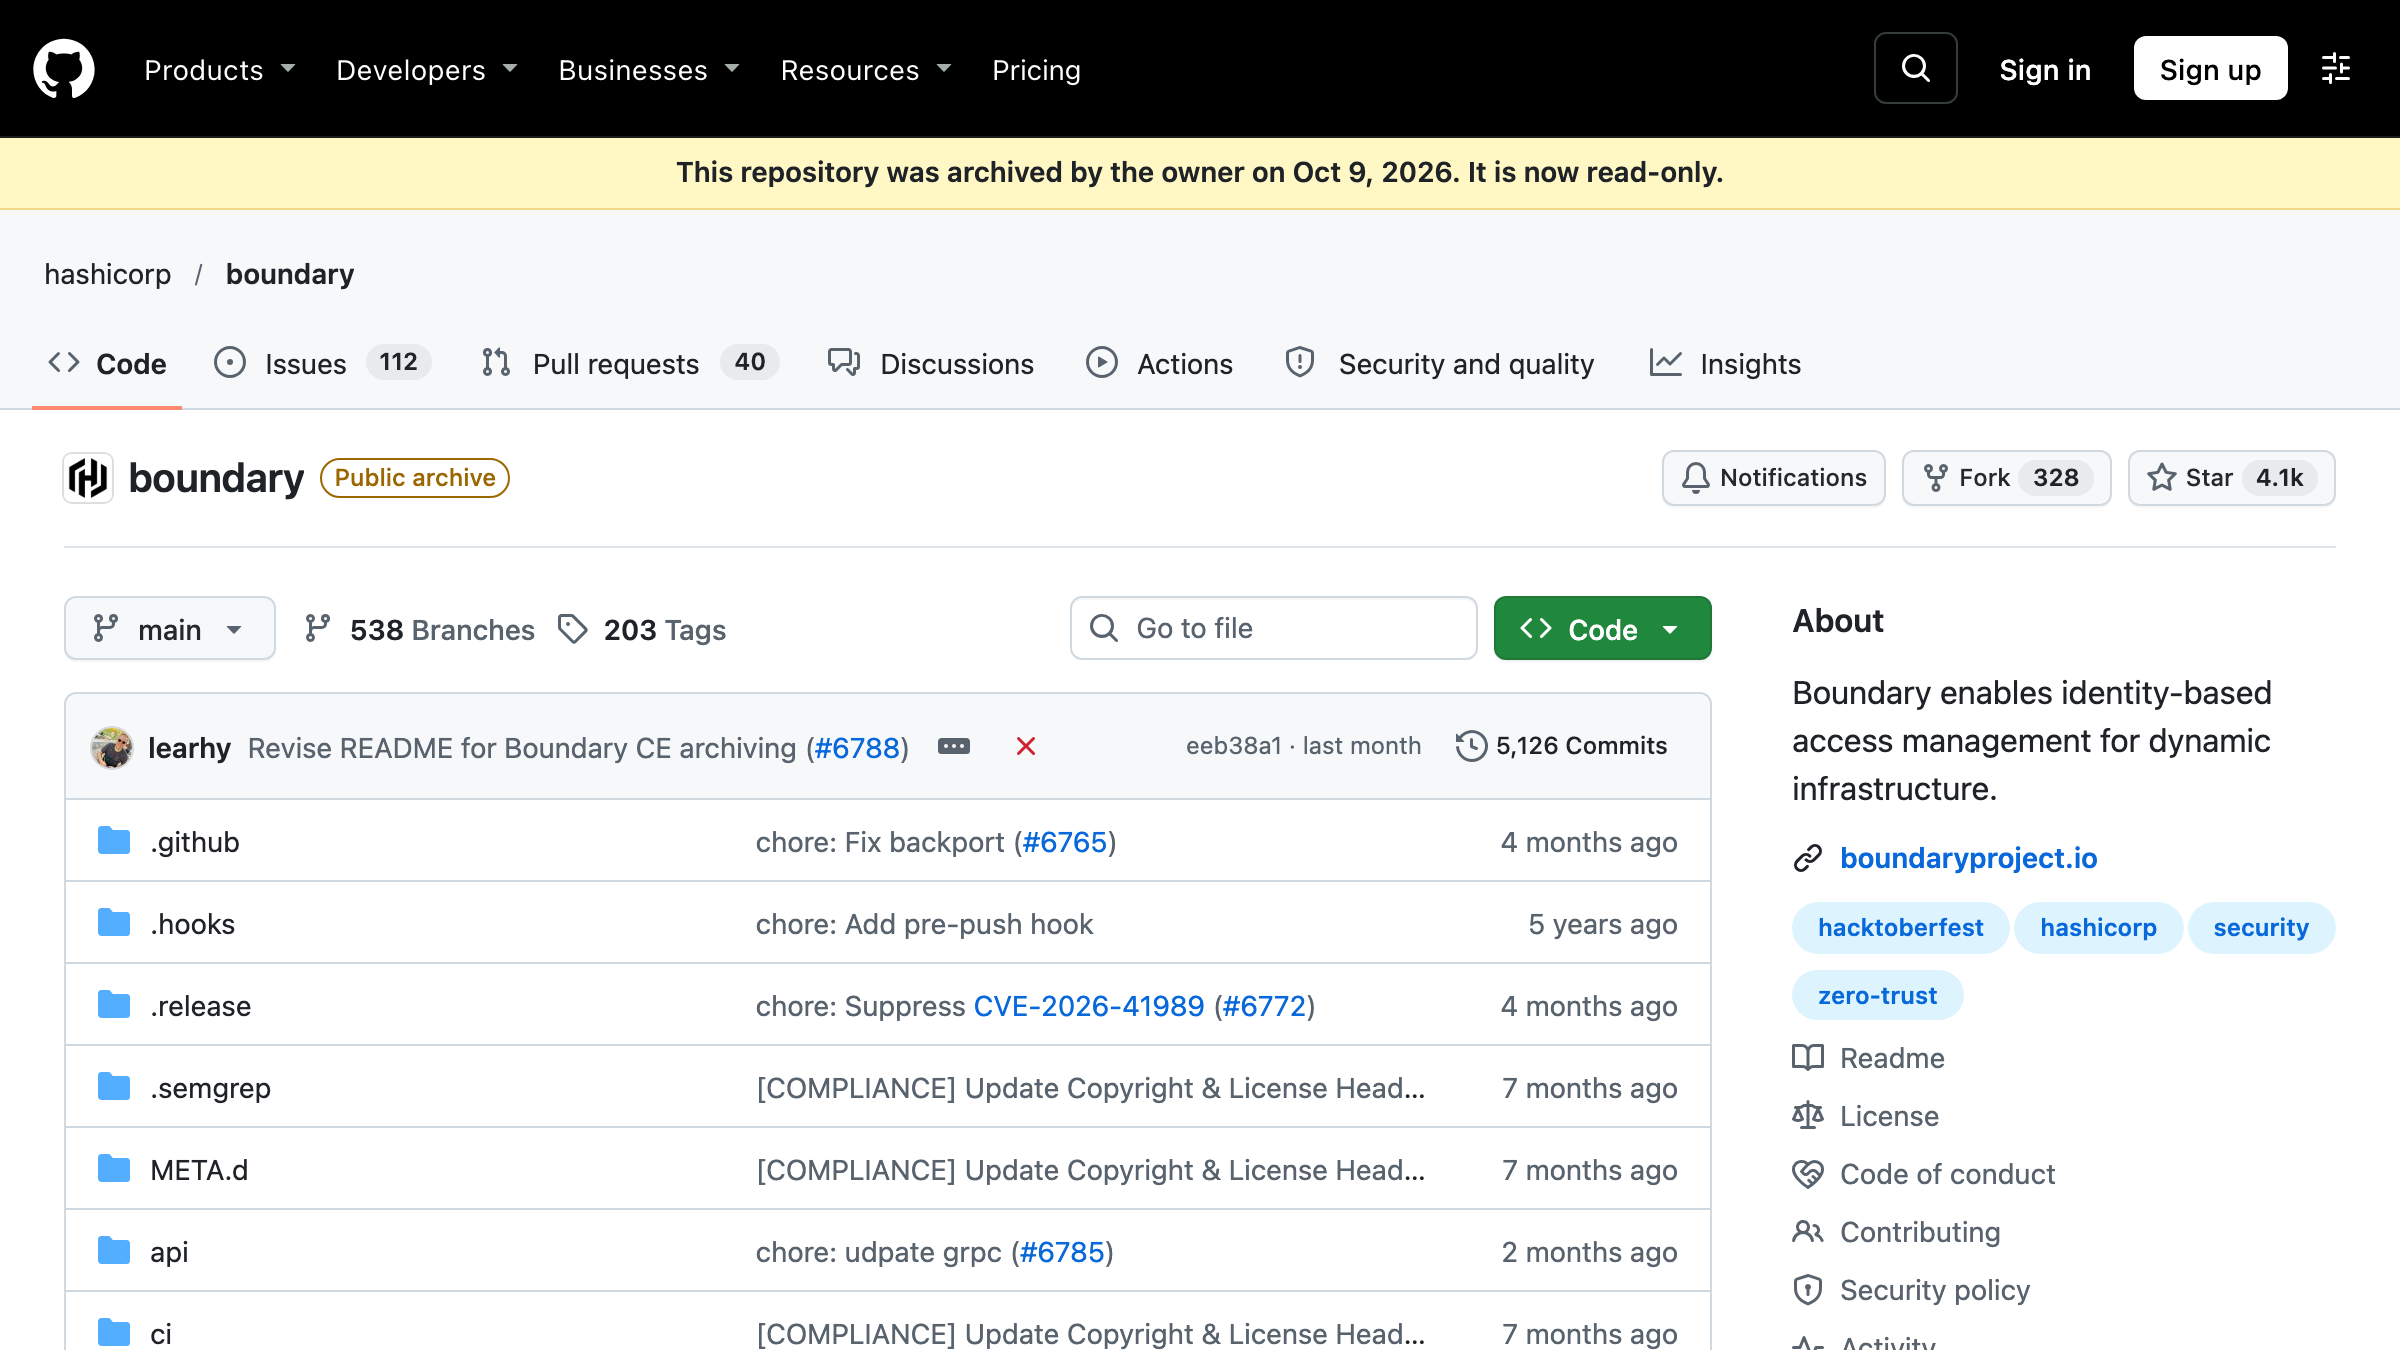 Products Developers Businesses Resources Pricing Sign in Sign up
This repository was archived by the owner on Oct 9, 2026. It is now read-only.
hashicorp / boundary
Code Issues 112 Pull requests 40 Discussions Actions Security and quality Insights
boundary Public archive Notifications Fork 328 Star 4.1k
main 538 Branches 203 Tags Go to file Code
learhy Revise README for Boundary CE archiving (#6788) eeb38a1 · last month 5,126 Commits
.github chore: Fix backport (#6765) 4 months ago
.hooks chore: Add pre-push hook 5 years ago
.release chore: Suppress CVE-2026-41989 (#6772) 4 months ago
.semgrep [COMPLIANCE] Update Copyright & License Head... 7 months ago
META.d [COMPLIANCE] Update Copyright & License Head... 7 months ago
api chore: udpate grpc (#6785) 2 months ago
ci [COMPLIANCE] Update Copyright & License Head... 7 months ago
About
Boundary enables identity-based
access management for dynamic
infrastructure.
boundaryproject.io
hacktoberfest hashicorp security
zero-trust
Readme
License
Code of conduct
Contributing
Security policy
Activity